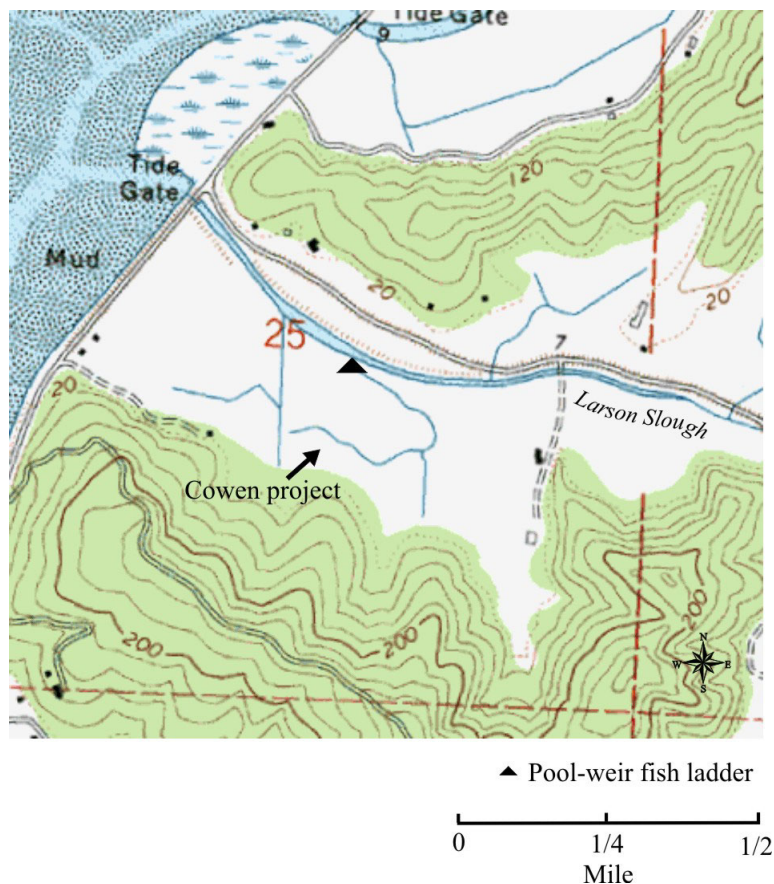 Tide Gate
9
Tide
Gate
120
Mud
20
20
25
7
20
Larson Slough
Cowen project
200
200
200
N
W E
S
Pool-weir fish ladder
0 1/4 1/2
Mile